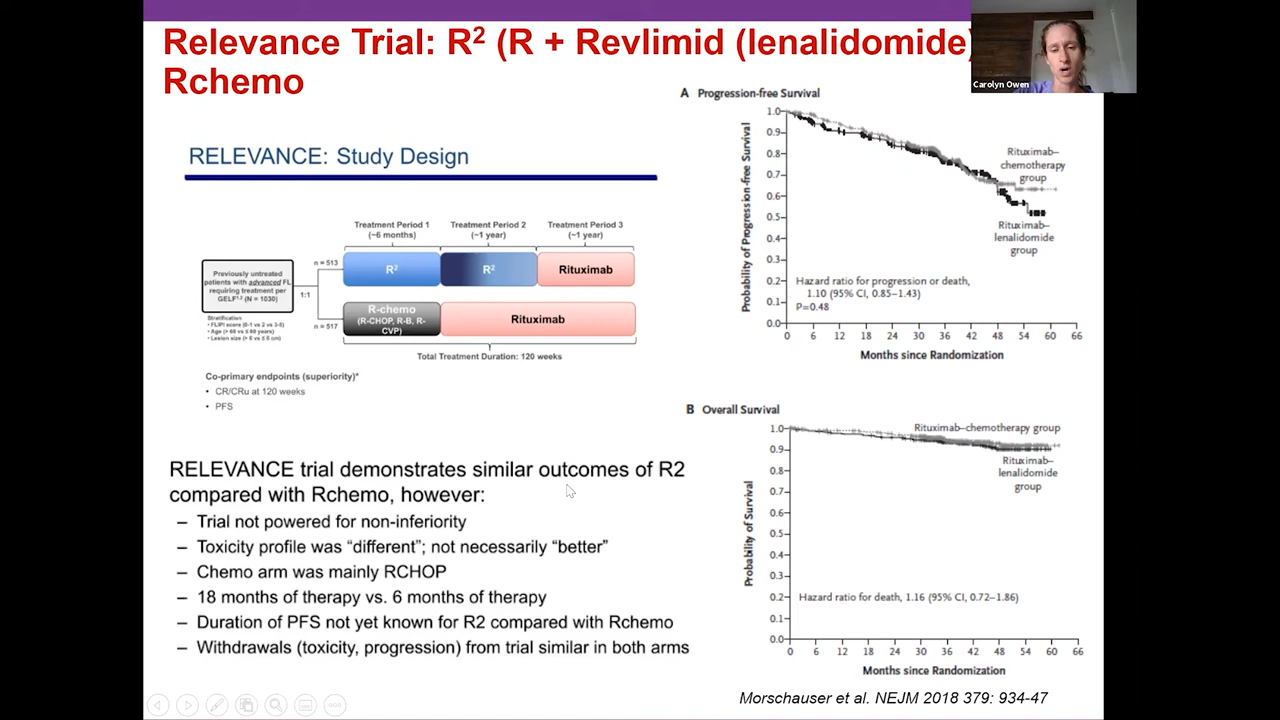 Relevance Trial: R² (R + Revlimid (lenalidomide)
Rchemo
Carolyn Owen
RELEVANCE: Study Design
Treatment Period 1
(~6 months)
Treatment Period 2
(~1 year)
Treatment Period 3
(~1 year)
Previously untreated
patients with advanced FL
requiring treatment per
GELF¹,² (N = 1030)
1:1
n = 513
n = 517
R²
R²
Rituximab
R-chemo
(R-CHOP, R-B, R-
CVP)
Rituximab
Stratification
• FLIPI score (0-1 vs 2 vs 3-5)
• Age (> 60 vs ≤ 60 years)
• Lesion size (> 6 vs ≤ 6 cm)
Total Treatment Duration: 120 weeks
Co-primary endpoints (superiority)*
• CR/CRu at 120 weeks
• PFS
RELEVANCE trial demonstrates similar outcomes of R2
compared with Rchemo, however:
– Trial not powered for non-inferiority
– Toxicity profile was “different”; not necessarily “better”
– Chemo arm was mainly RCHOP
– 18 months of therapy vs. 6 months of therapy
– Duration of PFS not yet known for R2 compared with Rchemo
– Withdrawals (toxicity, progression) from trial similar in both arms
A Progression-free Survival
Probability of Progression-free Survival
1.0
0.9
0.8
0.7
0.6
0.5
0.4
0.3
0.2
0.1
0.0
Rituximab–
chemotherapy
group
Rituximab–
lenalidomide
group
Hazard ratio for progression or death,
1.10 (95% CI, 0.85–1.43)
P=0.48
0 6 12 18 24 30 36 42 48 54 60 66
Months since Randomization
B Overall Survival
Probability of Survival
1.0
0.9
0.8
0.7
0.6
0.5
0.4
0.3
0.2
0.1
0.0
Rituximab–chemotherapy group
Rituximab–
lenalidomide
group
Hazard ratio for death, 1.16 (95% CI, 0.72–1.86)
0 6 12 18 24 30 36 42 48 54 60 66
Months since Randomization
Morschauser et al. NEJM 2018 379: 934-47